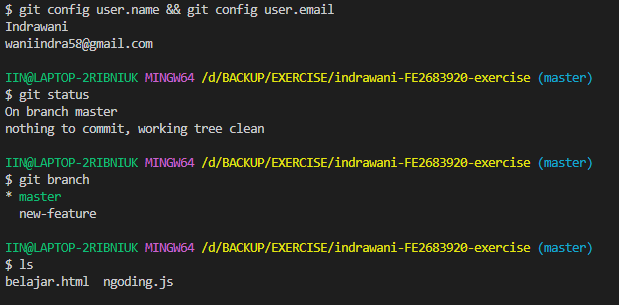 $ git config user.name && git config user.email
Indrawani
waniindra58@gmail.com
IIN@LAPTOP-2RIBNIUK MINGW64 /d/BACKUP/EXERCISE/indrawani-FE2683920-exercise (master)
$ git status
On branch master
nothing to commit, working tree clean
IIN@LAPTOP-2RIBNIUK MINGW64 /d/BACKUP/EXERCISE/indrawani-FE2683920-exercise (master)
$ git branch
* master
  new-feature
IIN@LAPTOP-2RIBNIUK MINGW64 /d/BACKUP/EXERCISE/indrawani-FE2683920-exercise (master)
$ ls
belajar.html  ngoding.js